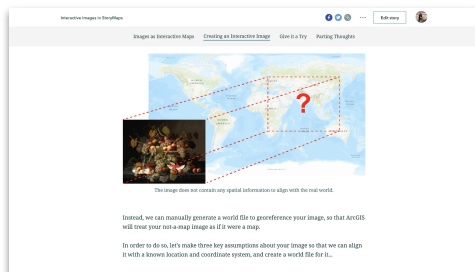 Interactive Images in StoryMaps
Edit story
Images as Interactive Maps Creating an Interactive Image Give it a Try Parting Thoughts
?
The image does not contain any spatial information to align with the real world.
Instead, we can manually generate a world file to georeference your image, so that ArcGIS
will treat your not-a-map image as if it were a map.
In order to do so, let's make three key assumptions about your image so that we can align
it with a known location and coordinate system, and create a world file for it...